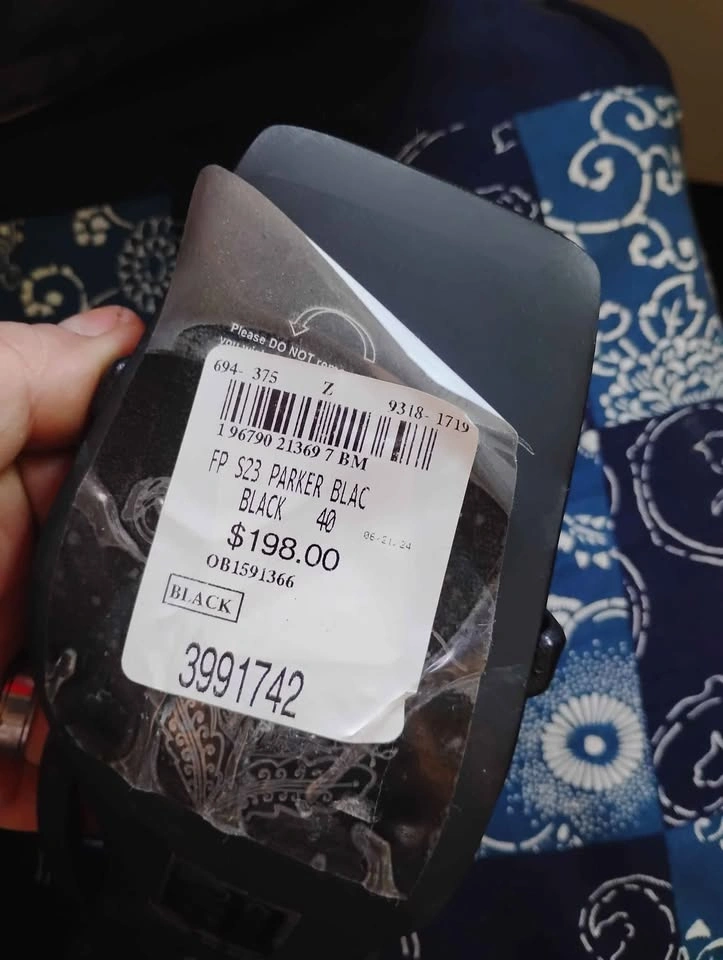 Please DO NOT
694- 375 Z 9318- 1719
1 96790 21369 7 BM
FP S23 PARKER BLAC
BLACK 40
06-21-24
$198.00
OB1591366
BLACK
3991742